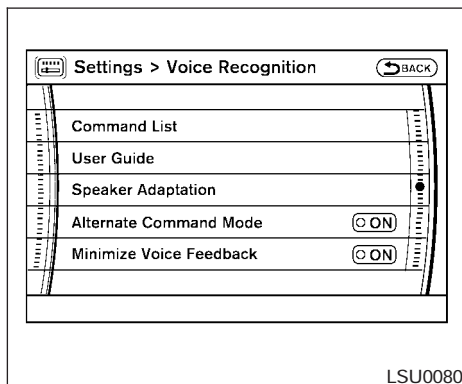 Settings > Voice Recognition BACK
Command List
User Guide
Speaker Adaptation
Alternate Command Mode ON
Minimize Voice Feedback ON
LSU0080